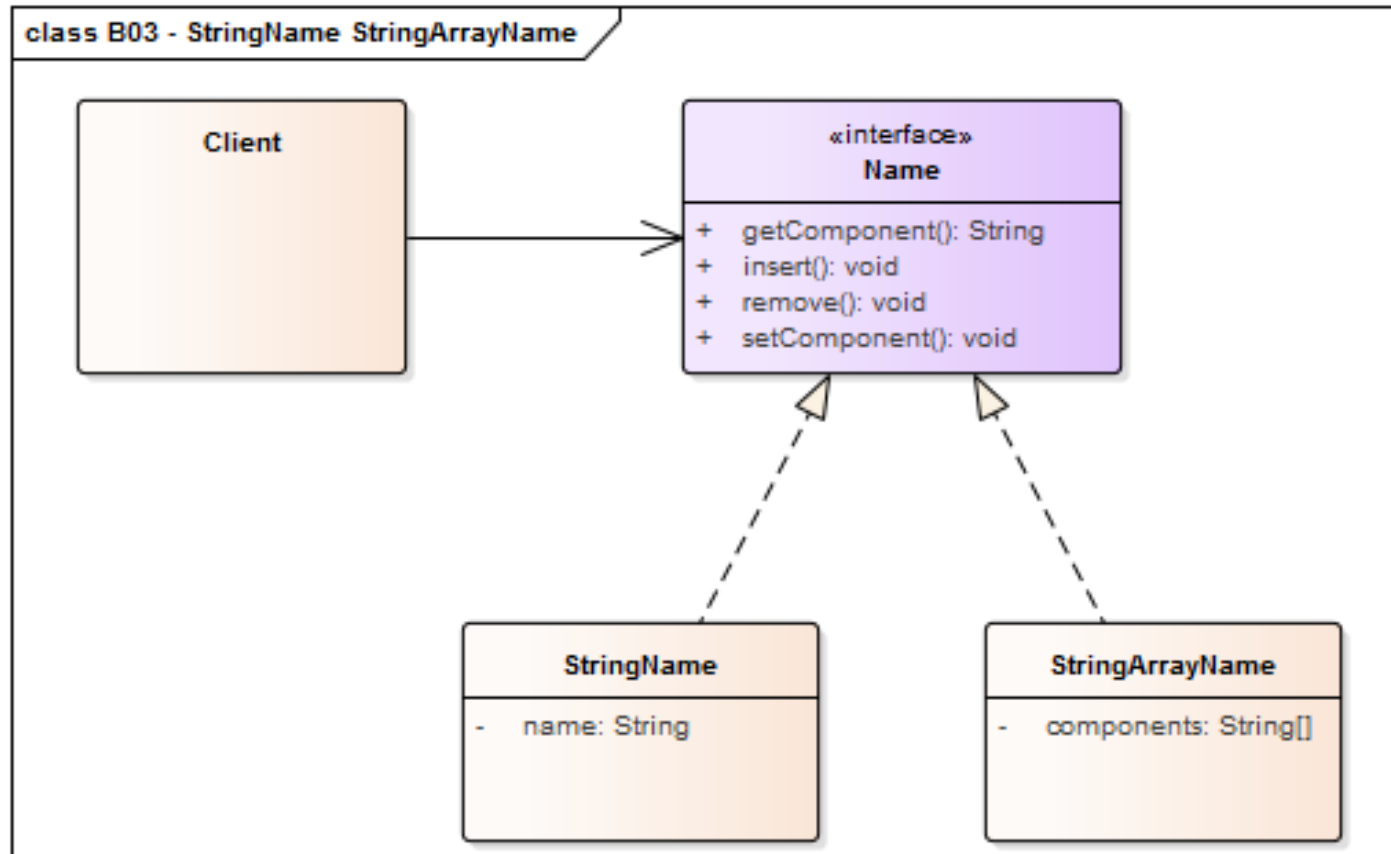 class B03 - StringName StringArrayName
Client
«interface»
Name
+ getComponent(): String
+ insert(): void
+ remove(): void
+ setComponent(): void
StringName
- name: String
StringArrayName
- components: String[]